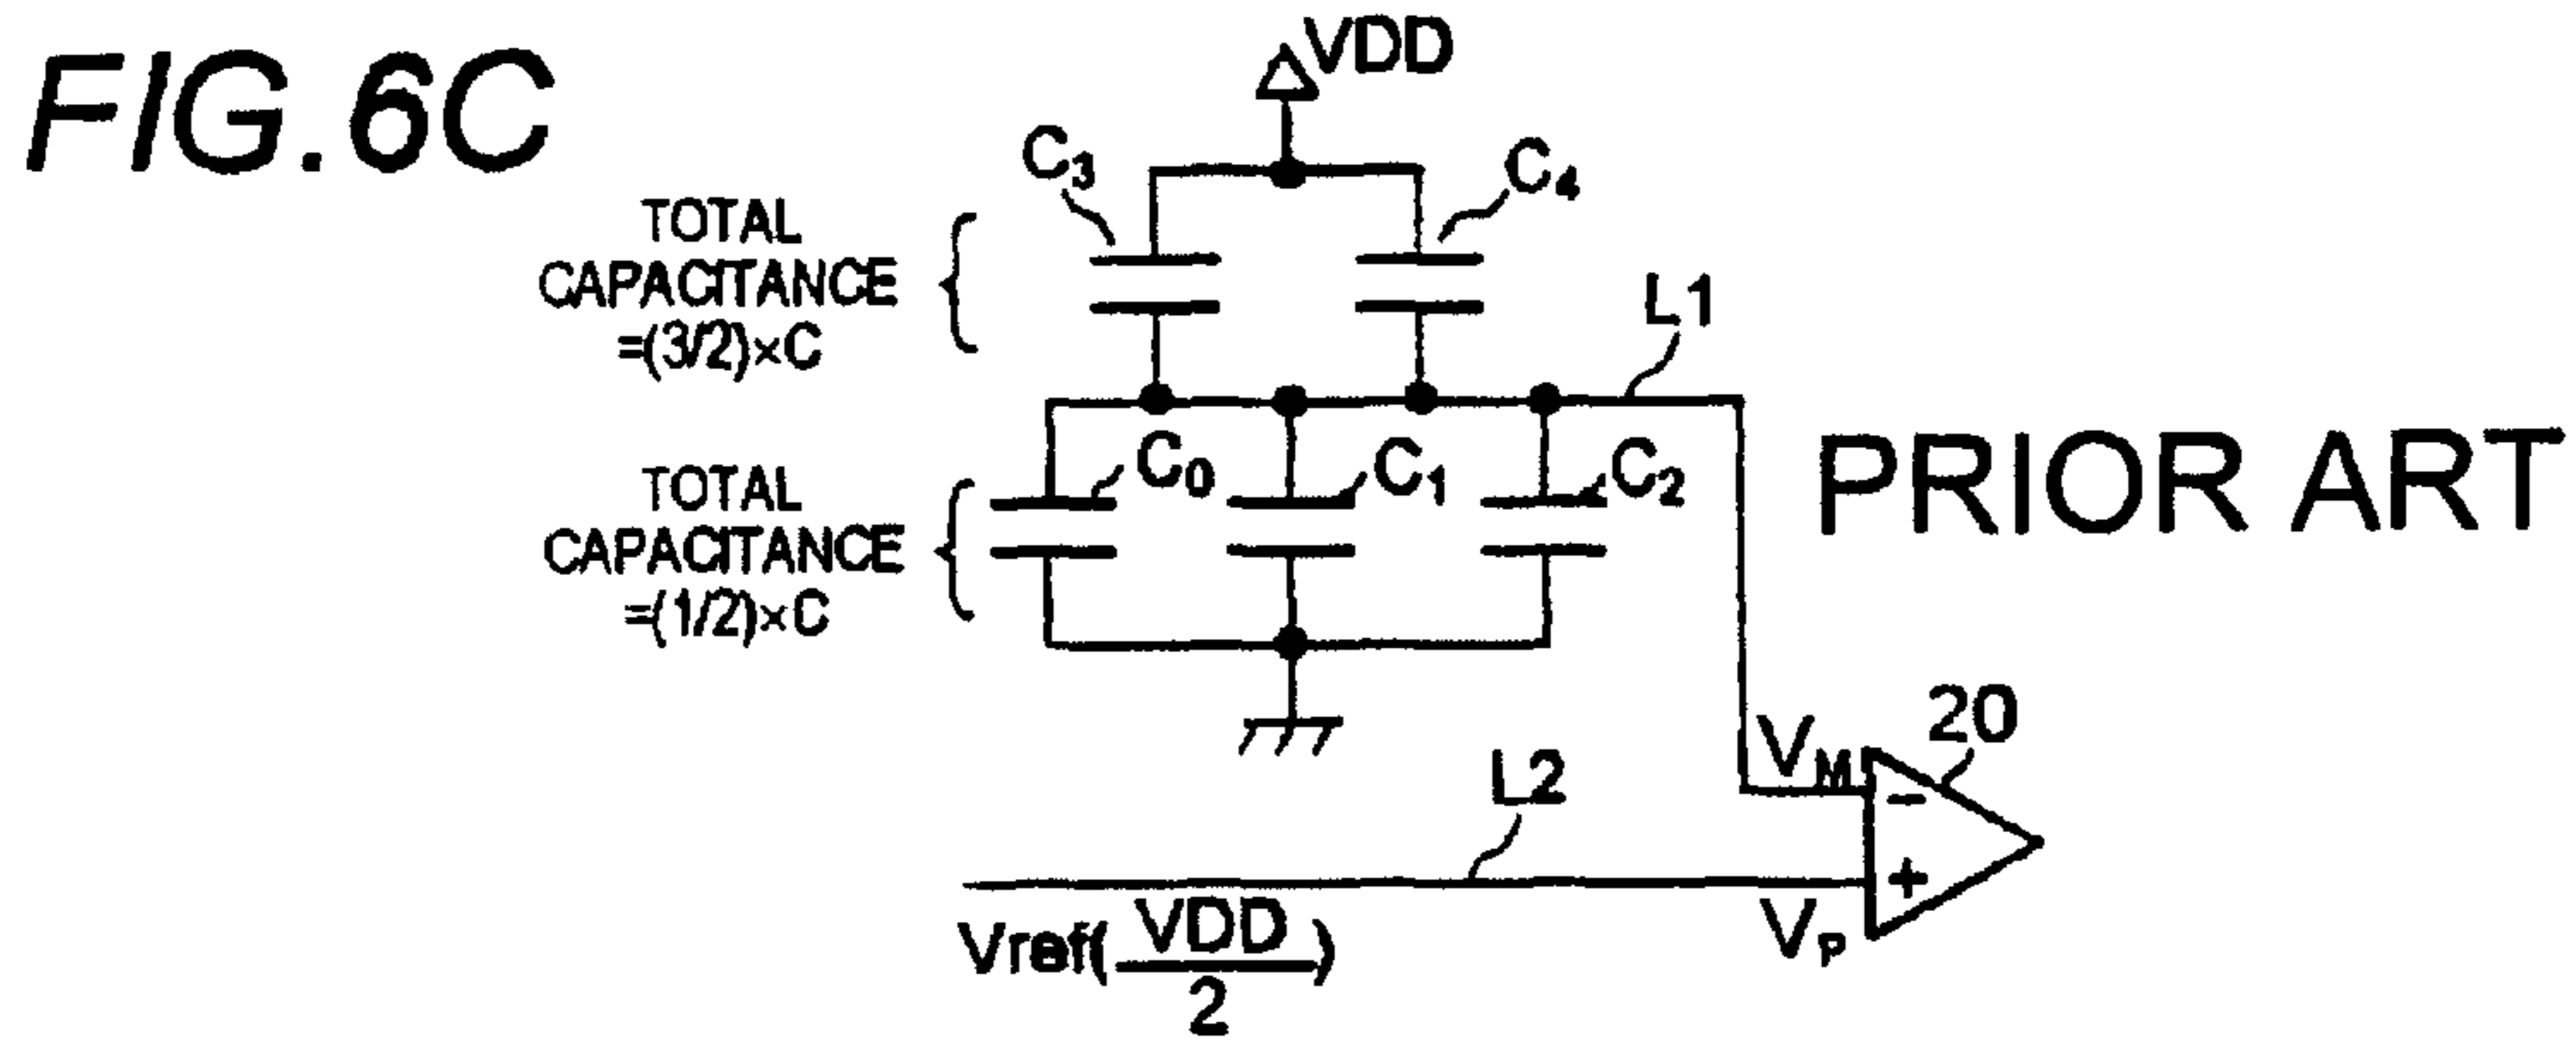 FIG.6C
VDD
C3
C4
TOTAL
CAPACITANCE
=(3/2)×C
L1
C0
C1
C2
TOTAL
CAPACITANCE
=(1/2)×C
PRIOR ART
20
VM
-
L2
+
VP
Vref(VDD/2)